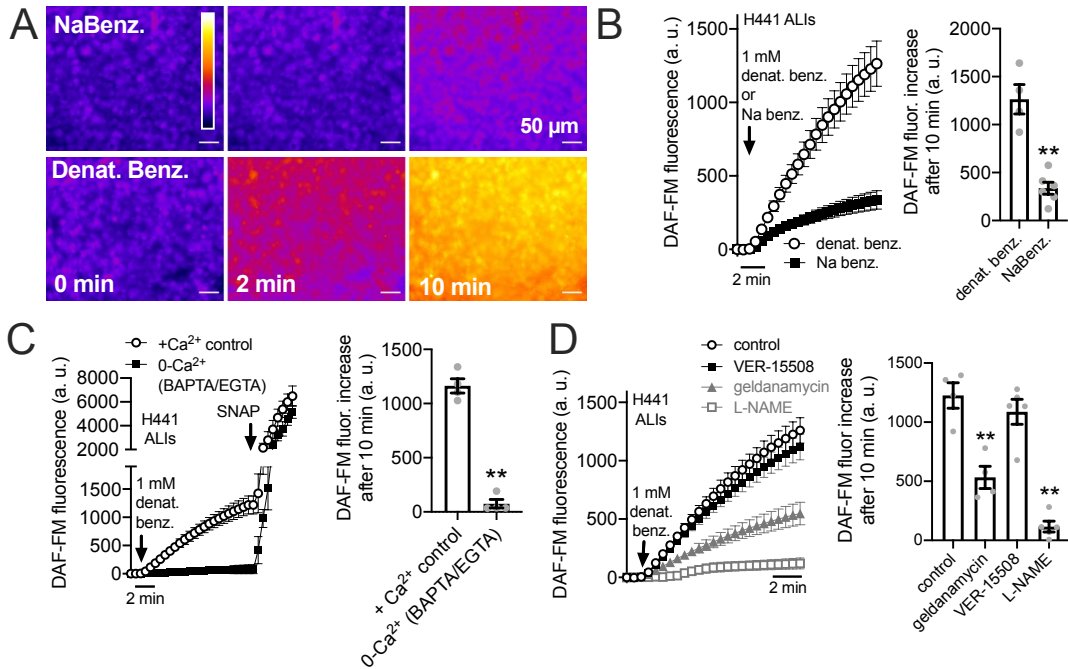 A
NaBenz.
50 µm
Denat. Benz.
0 min
2 min
10 min
B
DAF-FM fluorescence (a. u.)
1500
1000
500
0
H441 ALIs
1 mM
denat. benz.
or
Na benz.
denat. benz.
Na benz.
2 min
DAF-FM fluor. increase
after 10 min (a. u.)
2000
1500
1000
500
0
**
denat. benz.
NaBenz.
C
+Ca²⁺ control
0-Ca²⁺
(BAPTA/EGTA)
DAF-FM fluorescence (a. u.)
8000
6000
4000
2000
1500
1000
500
0
H441
ALIs
SNAP
1 mM
denat.
benz.
2 min
DAF-FM fluor. increase
after 10 min (a. u.)
1500
1000
500
0
**
+ Ca²⁺ control
0-Ca²⁺ (BAPTA/EGTA)
D
control
VER-15508
geldanamycin
L-NAME
DAF-FM fluorescence (a. u.)
1500
1000
500
0
H441
ALIs
1 mM
denat.
benz.
2 min
DAF-FM fluor increase
after 10 min (a. u.)
1500
1000
500
0
**
**
control
geldanamycin
VER-15508
L-NAME